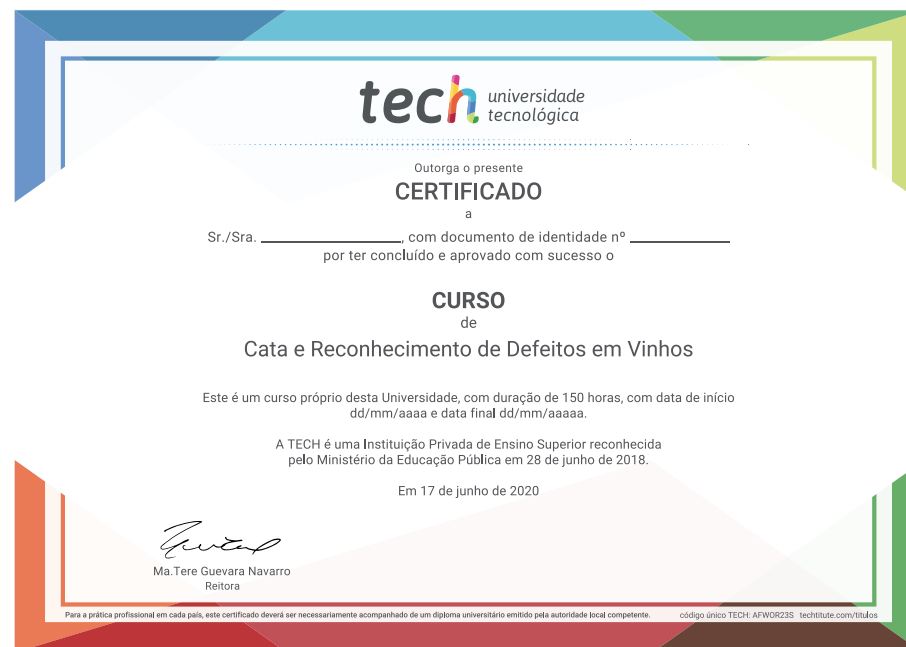 tech universidade
tecnológica
Outorga o presente
CERTIFICADO
a
Sr./Sra. ____________________, com documento de identidade nº ______________
por ter concluído e aprovado com sucesso o
CURSO
de
Cata e Reconhecimento de Defeitos em Vinhos
Este é um curso próprio desta Universidade, com duração de 150 horas, com data de início
dd/mm/aaaa e data final dd/mm/aaaaa.
A TECH é uma Instituição Privada de Ensino Superior reconhecida
pelo Ministério da Educação Pública em 28 de junho de 2018.
Em 17 de junho de 2020
Ma.Tere Guevara Navarro
Reitora
Para a prática profissional em cada país, este certificado deverá ser necessariamente acompanhado de um diploma universitário emitido pela autoridade local competente. código único TECH: AFWOR23S techtitute.com/titulos